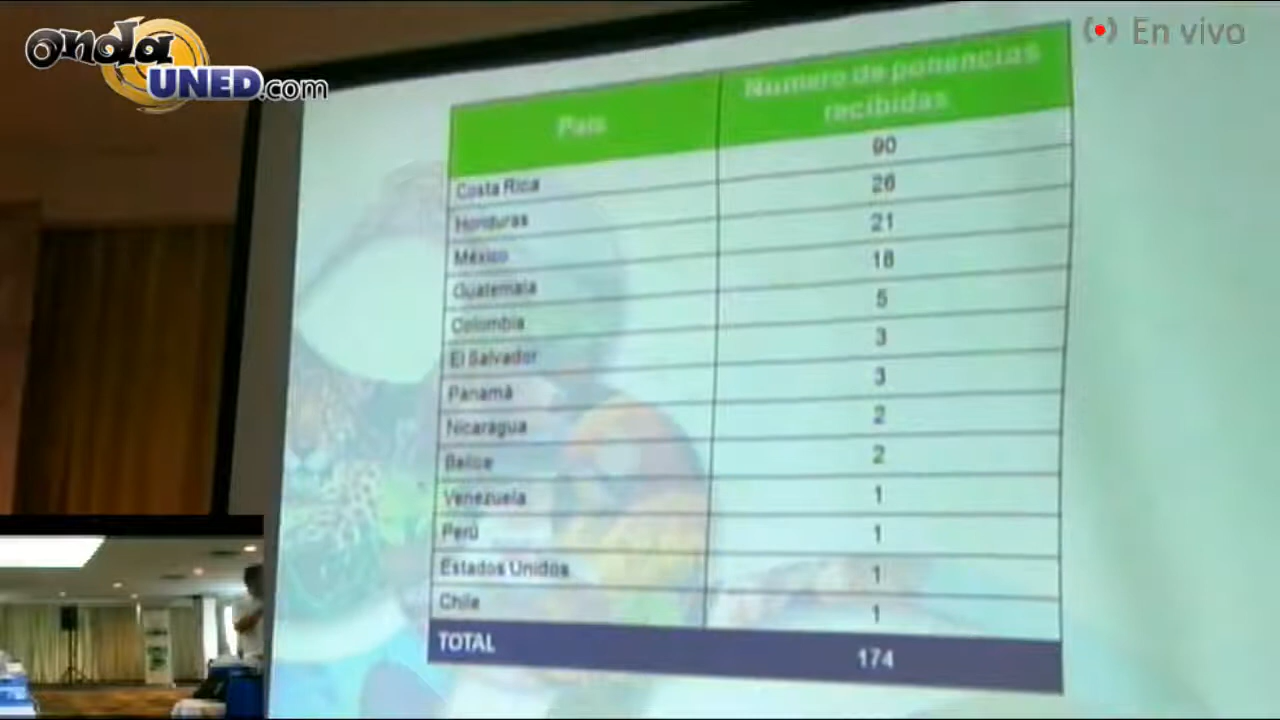 onda
UNED.com
En vivo
País Numero de ponencias
recibidas
Costa Rica 90
Honduras 26
México 21
Guatemala 18
Colombia 5
El Salvador 3
Panamá 3
Nicaragua 2
Belice 2
Venezuela 1
Perú 1
Estados Unidos 1
Chile 1
TOTAL 174